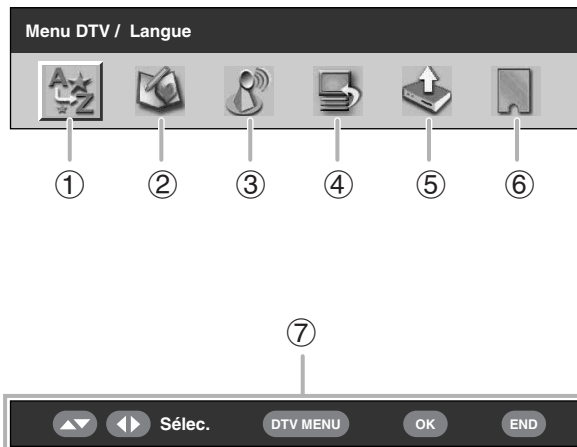 Menu DTV / Langue
A Z
① ② ③ ④ ⑤ ⑥
⑦
Sélec. DTV MENU OK END